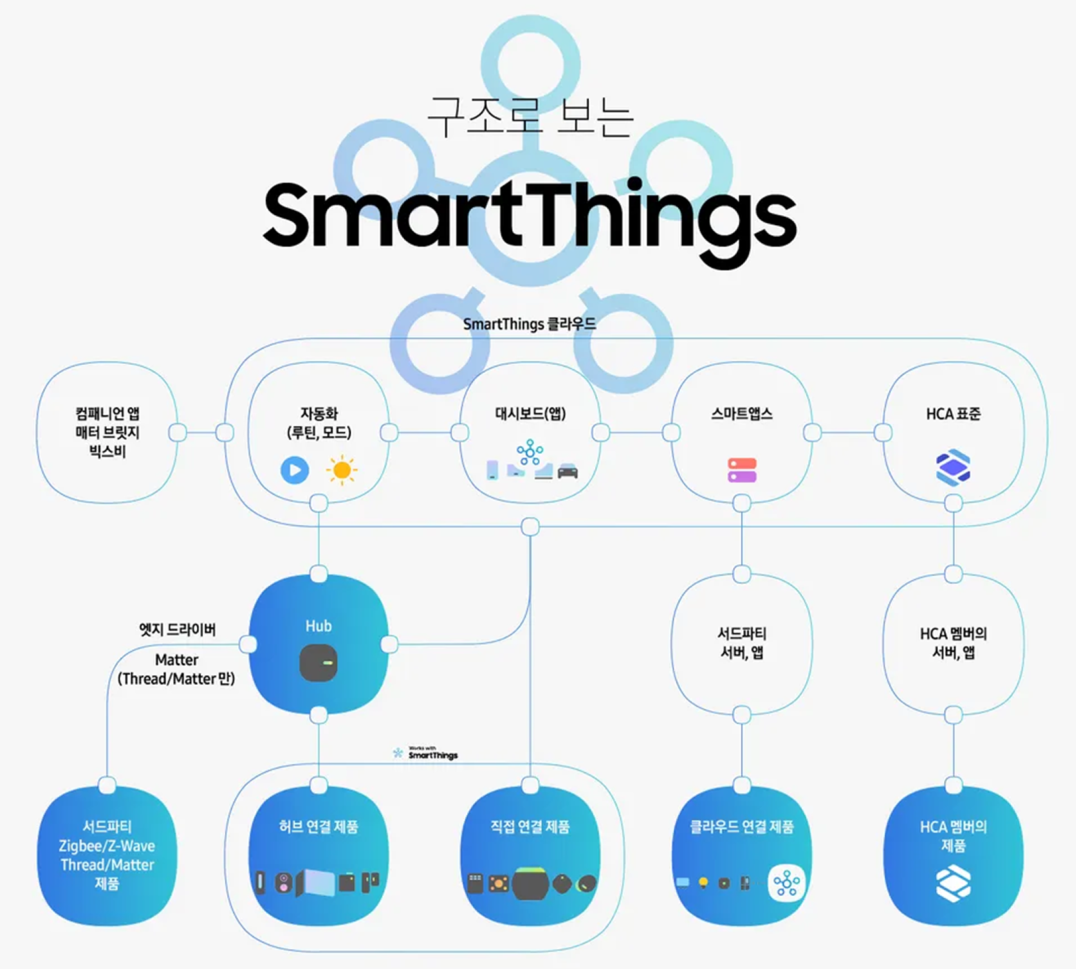 구조로 보는
SmartThings
SmartThings 클라우드
컴패니언 앱
매터 브릿지
빅스비
자동화
(루틴, 모드)
대시보드(앱)
스마트앱스
HCA 표준
Hub
엣지 드라이버
Matter
(Thread/Matter 만)
서드파티
서버, 앱
HCA 멤버의
서버, 앱
Works with
SmartThings
서드파티
Zigbee/Z-Wave
Thread/Matter
제품
허브 연결 제품
직접 연결 제품
클라우드 연결 제품
HCA 멤버의
제품